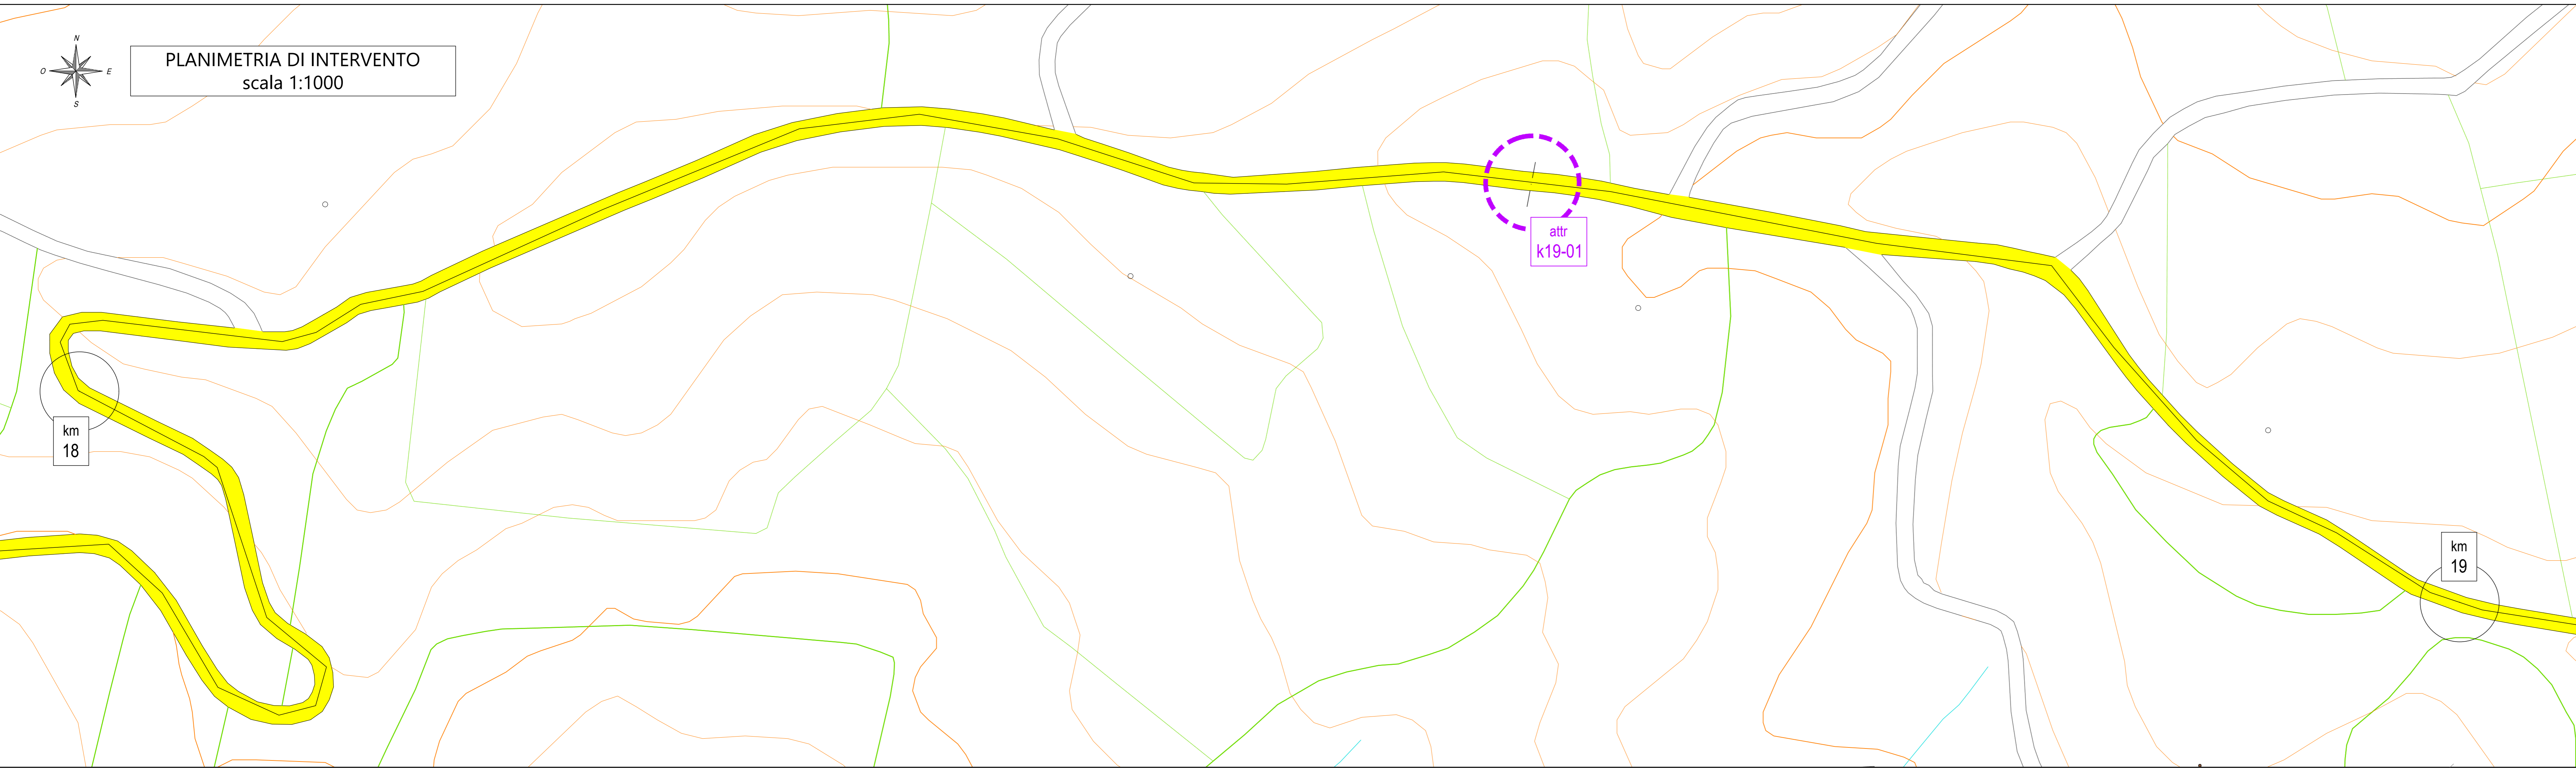 N
O
E
S
PLANIMETRIA DI INTERVENTO
scala 1:1000
attr
k19-01
km
18
km
19